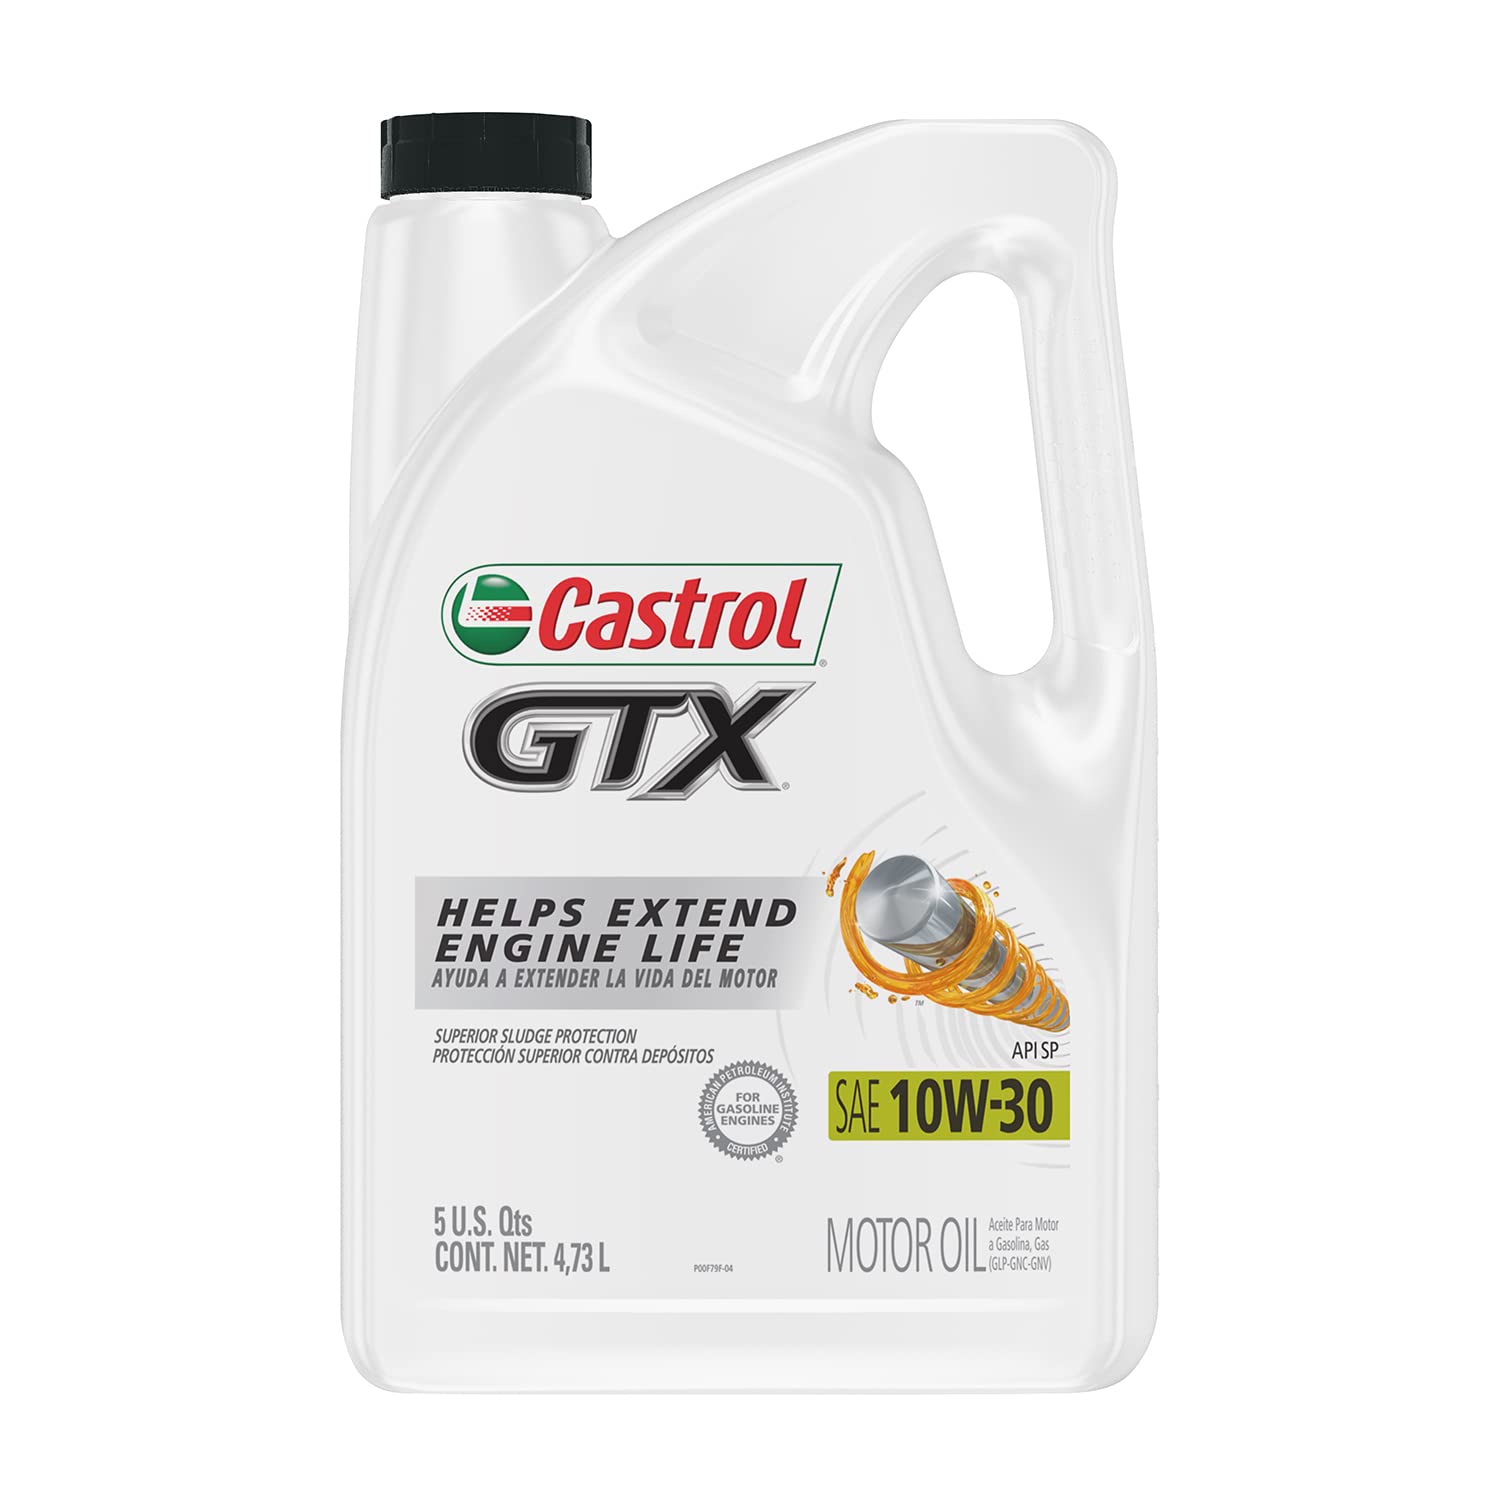 Castrol®
GTX®
HELPS EXTEND
ENGINE LIFE
AYUDA A EXTENDER LA VIDA DEL MOTOR
™
SUPERIOR SLUDGE PROTECTION
PROTECCIÓN SUPERIOR CONTRA DEPÓSITOS
API SP
SAE 10W-30
AMERICAN PETROLEUM INSTITUTE
FOR
GASOLINE
ENGINES
CERTIFIED
®
5 U.S. Qts
CONT. NET. 4,73 L
P00F79F-04
MOTOR OIL
Aceite Para Motor
a Gasolina, Gas
(GLP-GNC-GNV)